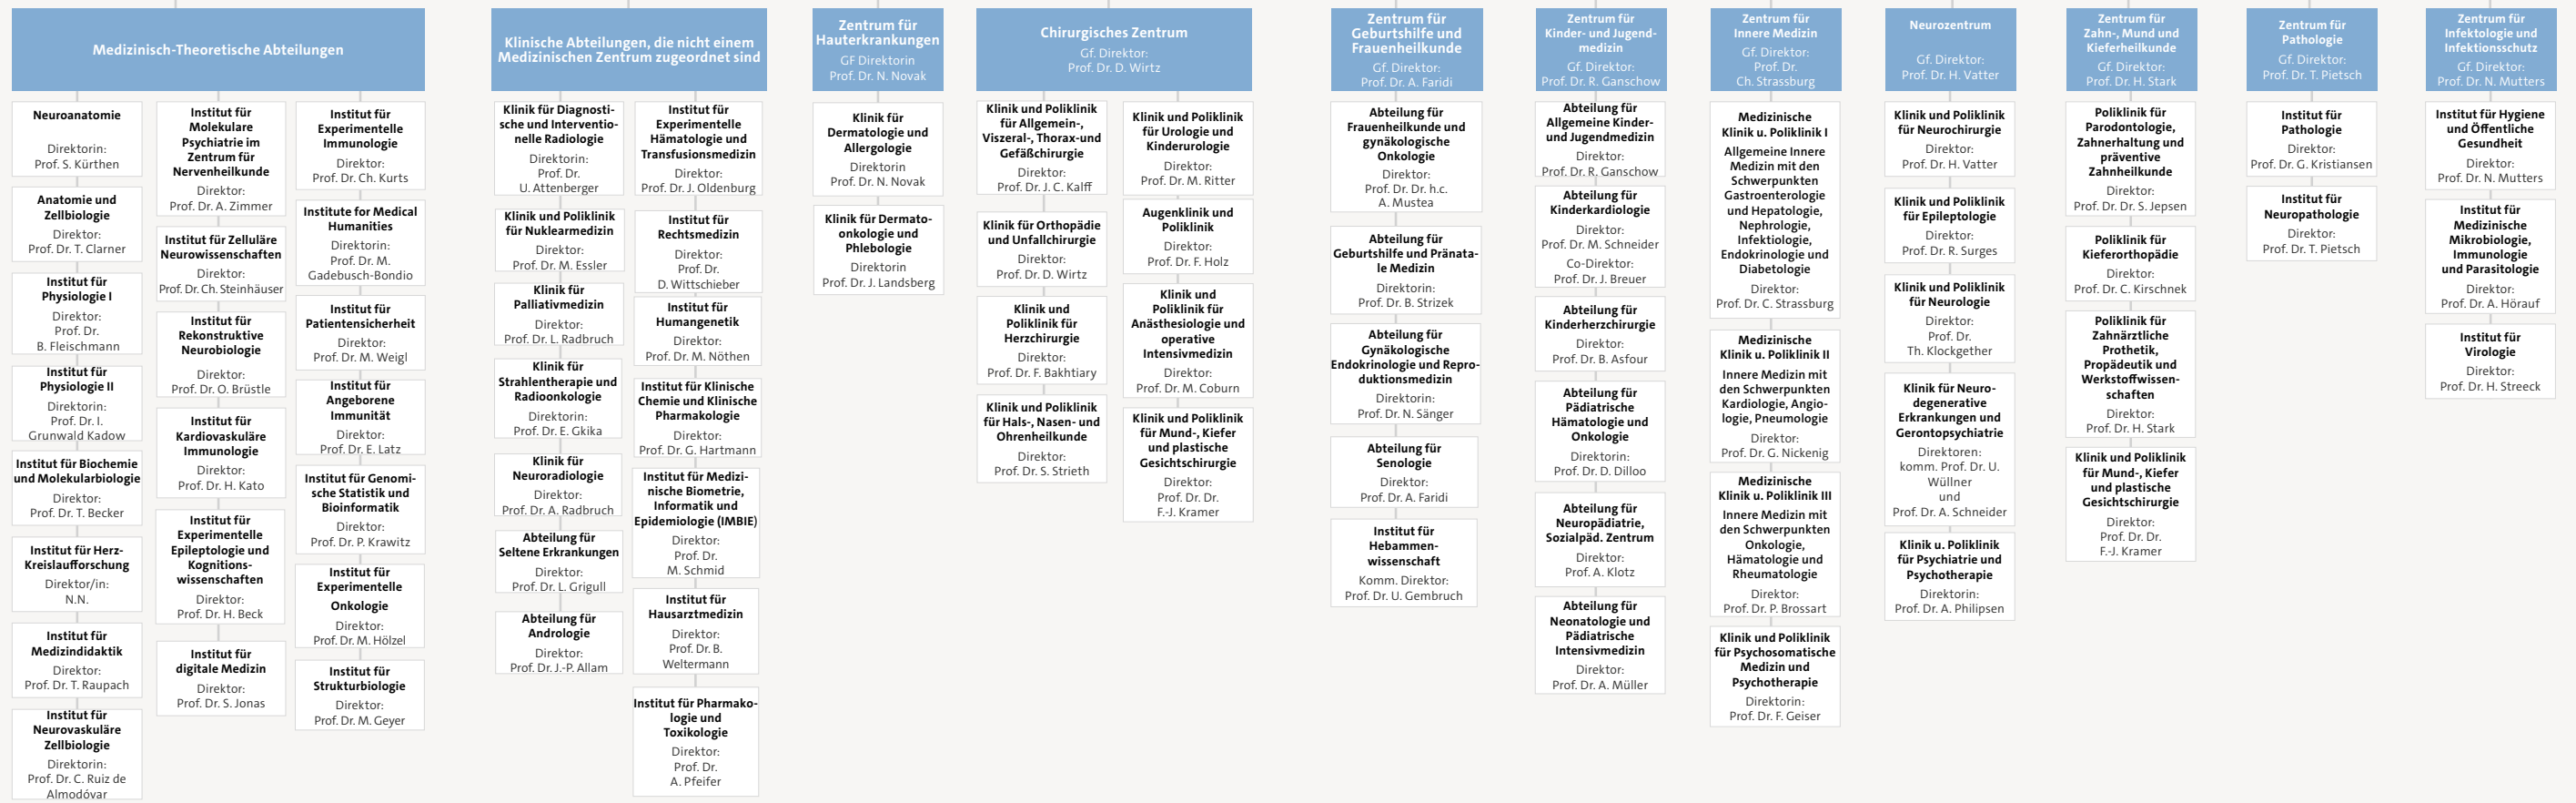 Medizinisch-Theoretische Abteilungen
Neuroanatomie
Direktorin:
Prof. S. Kürthen
Anatomie und
Zellbiologie
Direktor:
Prof. Dr. T. Clarner
Institut für
Physiologie I
Direktor:
Prof. Dr.
B. Fleischmann
Institut für
Physiologie II
Direktorin:
Prof. Dr. I.
Grunwald Kadow
Institut für Biochemie
und Molekularbiologie
Direktor:
Prof. Dr. T. Becker
Institut für Herz-
Kreislaufforschung
Direktor/in:
N.N.
Institut für
Medizindidaktik
Direktor:
Prof. Dr. T. Raupach
Institut für
Neurovaskuläre
Zellbiologie
Direktorin:
Prof. Dr. C. Ruiz de
Almodóvar
Institut für
Molekulare
Psychiatrie im
Zentrum für
Nervenheilkunde
Direktor:
Prof. Dr. A. Zimmer
Institut für Zelluläre
Neurowissenschaften
Direktor:
Prof. Dr. Ch. Steinhäuser
Institut für
Rekonstruktive
Neurobiologie
Direktor:
Prof. Dr. O. Brüstle
Institut für
Kardiovaskuläre
Immunologie
Direktor:
Prof. Dr. H. Kato
Institut für
Experimentelle
Epileptologie und
Kognitions-
wissenschaften
Direktor:
Prof. Dr. H. Beck
Institut für
digitale Medizin
Direktor:
Prof. Dr. S. Jonas
Institut für
Experimentelle
Immunologie
Direktor:
Prof. Dr. Ch. Kurts
Institute for Medical
Humanities
Direktorin:
Prof. Dr. M.
Gadebusch-Bondio
Institut für
Patientensicherheit
Direktor:
Prof. Dr. M. Weigl
Institut für
Angeborene
Immunität
Direktor:
Prof. Dr. E. Latz
Institut für Genomi-
sche Statistik und
Bioinformatik
Direktor:
Prof. Dr. P. Krawitz
Institut für
Experimentelle
Onkologie
Direktor:
Prof. Dr. M. Hölzel
Institut für
Strukturbiologie
Direktor:
Prof. Dr. M. Geyer
Klinische Abteilungen, die nicht einem
Medizinischen Zentrum zugeordnet sind
Klinik für Diagnosti-
sche und Interventio-
nelle Radiologie
Direktorin:
Prof. Dr.
U. Attenberger
Klinik und Poliklinik
für Nuklearmedizin
Direktor:
Prof. Dr. M. Essler
Klinik für
Palliativmedizin
Direktor:
Prof. Dr. L. Radbruch
Klinik für
Strahlentherapie und
Radioonkologie
Direktorin:
Prof. Dr. E. Gkika
Klinik für
Neuroradiologie
Direktor:
Prof. Dr. A. Radbruch
Abteilung für
Seltene Erkrankungen
Direktor:
Prof. Dr. L. Grigull
Abteilung für
Andrologie
Direktor:
Prof. Dr. J.-P. Allam
Institut für
Experimentelle
Hämatologie und
Transfusionsmedizin
Direktor:
Prof. Dr. J. Oldenburg
Institut für
Rechtsmedizin
Direktor:
Prof. Dr.
D. Wittschieber
Institut für
Humangenetik
Direktor:
Prof. Dr. M. Nöthen
Institut für Klinische
Chemie und Klinische
Pharmakologie
Direktor:
Prof. Dr. G. Hartmann
Institut für Medizi-
nische Biometrie,
Informatik und
Epidemiologie (IMBIE)
Direktor:
Prof. Dr.
M. Schmid
Institut für
Hausarztmedizin
Direktor:
Prof. Dr. B.
Weltermann
Institut für Pharmako-
logie und
Toxikologie
Direktor:
Prof. Dr.
A. Pfeifer
Zentrum für
Hauterkrankungen
GF Direktorin
Prof. Dr. N. Novak
Klinik für
Dermatologie und
Allergologie
Direktorin
Prof. Dr. N. Novak
Klinik für Dermato-
onkologie und
Phlebologie
Direktorin
Prof. Dr. J. Landsberg
Chirurgisches Zentrum
Gf. Direktor:
Prof. Dr. D. Wirtz
Klinik und Poliklinik
für Allgemein-,
Viszeral-, Thorax-und
Gefäßchirurgie
Direktor:
Prof. Dr. J. C. Kalff
Klinik für Orthopädie
und Unfallchirurgie
Direktor:
Prof. Dr. D. Wirtz
Klinik und
Poliklinik für
Herzchirurgie
Direktor:
Prof. Dr. F. Bakhtiary
Klinik und Poliklinik
für Hals-, Nasen- und
Ohrenheilkunde
Direktor:
Prof. Dr. S. Strieth
Klinik und Poliklinik
für Urologie und
Kinderurologie
Direktor:
Prof. Dr. M. Ritter
Augenklinik und
Poliklinik
Direktor:
Prof. Dr. F. Holz
Klinik und
Poliklinik für
Anästhesiologie und
operative
Intensivmedizin
Direktor:
Prof. Dr. M. Coburn
Klinik und Poliklinik
für Mund-, Kiefer
und plastische
Gesichtschirurgie
Direktor:
Prof. Dr. Dr.
F.-J. Kramer
Zentrum für
Geburtshilfe und
Frauenheilkunde
Gf. Direktor:
Prof. Dr. A. Faridi
Abteilung für
Frauenheilkunde und
gynäkologische
Onkologie
Direktor:
Prof. Dr. Dr. h.c.
A. Mustea
Abteilung für
Geburtshilfe und Pränata-
le Medizin
Direktorin:
Prof. Dr. B. Strizek
Abteilung für
Gynäkologische
Endokrinologie und Repro-
duktionsmedizin
Direktorin:
Prof. Dr. N. Sänger
Abteilung für
Senologie
Direktor:
Prof. Dr. A. Faridi
Institut für
Hebammen-
wissenschaft
Komm. Direktor:
Prof. Dr. U. Gembruch
Zentrum für
Kinder- und Jugend-
medizin
Gf. Direktor:
Prof. Dr. R. Ganschow
Abteilung für
Allgemeine Kinder-
und Jugendmedizin
Direktor:
Prof. Dr. R. Ganschow
Abteilung für
Kinderkardiologie
Direktor:
Prof. Dr. M. Schneider
Co-Direktor:
Prof. Dr. J. Breuer
Abteilung für
Kinderherzchirurgie
Direktor:
Prof. Dr. B. Asfour
Abteilung für
Pädiatrische
Hämatologie und
Onkologie
Direktorin:
Prof. Dr. D. Dilloo
Abteilung für
Neuropädiatrie,
Sozialpäd. Zentrum
Direktor:
Prof. A. Klotz
Abteilung für
Neonatologie und
Pädiatrische
Intensivmedizin
Direktor:
Prof. Dr. A. Müller
Zentrum für
Innere Medizin
Gf. Direktor:
Prof. Dr.
Ch. Strassburg
Medizinische
Klinik u. Poliklinik I
Allgemeine Innere
Medizin mit den
Schwerpunkten
Gastroenterologie
und Hepatologie,
Nephrologie,
Infektiologie,
Endokrinologie und
Diabetologie
Direktor:
Prof. Dr. C. Strassburg
Medizinische
Klinik u. Poliklinik II
Innere Medizin mit
den Schwerpunkten
Kardiologie, Angio-
logie, Pneumologie
Direktor:
Prof. Dr. G. Nickenig
Medizinische
Klinik u. Poliklinik III
Innere Medizin mit
den Schwerpunkten
Onkologie,
Hämatologie und
Rheumatologie
Direktor:
Prof. Dr. P. Brossart
Klinik und Poliklinik
für Psychosomatische
Medizin und
Psychotherapie
Direktorin:
Prof. Dr. F. Geiser
Neurozentrum
Gf. Direktor:
Prof. Dr. H. Vatter
Klinik und Poliklinik
für Neurochirurgie
Direktor:
Prof. Dr. H. Vatter
Klinik und Poliklinik
für Epileptologie
Direktor:
Prof. Dr. R. Surges
Klinik und Poliklinik
für Neurologie
Direktor:
Prof. Dr.
Th. Klockgether
Klinik für Neuro-
degenerative
Erkrankungen und
Gerontopsychiatrie
Direktoren:
komm. Prof. Dr. U.
Wüllner
und
Prof. Dr. A. Schneider
Klinik u. Poliklinik
für Psychiatrie und
Psychotherapie
Direktorin:
Prof. Dr. A. Philipsen
Zentrum für
Zahn-, Mund und
Kieferheilkunde
Gf. Direktor:
Prof. Dr. H. Stark
Poliklinik für
Parodontologie,
Zahnerhaltung und
präventive
Zahnheilkunde
Direktor:
Prof. Dr. Dr. S. Jepsen
Poliklinik für
Kieferorthopädie
Direktor:
Prof. Dr. C. Kirschnek
Poliklinik für
Zahnärztliche
Prothetik,
Propädeutik und
Werkstoffwissen-
schaften
Direktor:
Prof. Dr. H. Stark
Klinik und Poliklinik
für Mund-, Kiefer
und plastische
Gesichtschirurgie
Direktor:
Prof. Dr. Dr.
F.-J. Kramer
Zentrum für
Pathologie
Gf. Direktor:
Prof. Dr. T. Pietsch
Institut für
Pathologie
Direktor:
Prof. Dr. G. Kristiansen
Institut für
Neuropathologie
Direktor:
Prof. Dr. T. Pietsch
Zentrum für
Infektologie und
Infektionsschutz
Gf. Direktor:
Prof. Dr. N. Mutters
Institut für Hygiene
und Öffentliche
Gesundheit
Direktor:
Prof. Dr. N. Mutters
Institut für
Medizinische
Mikrobiologie,
Immunologie
und Parasitologie
Direktor:
Prof. Dr. A. Hörauf
Institut für
Virologie
Direktor:
Prof. Dr. H. Streeck